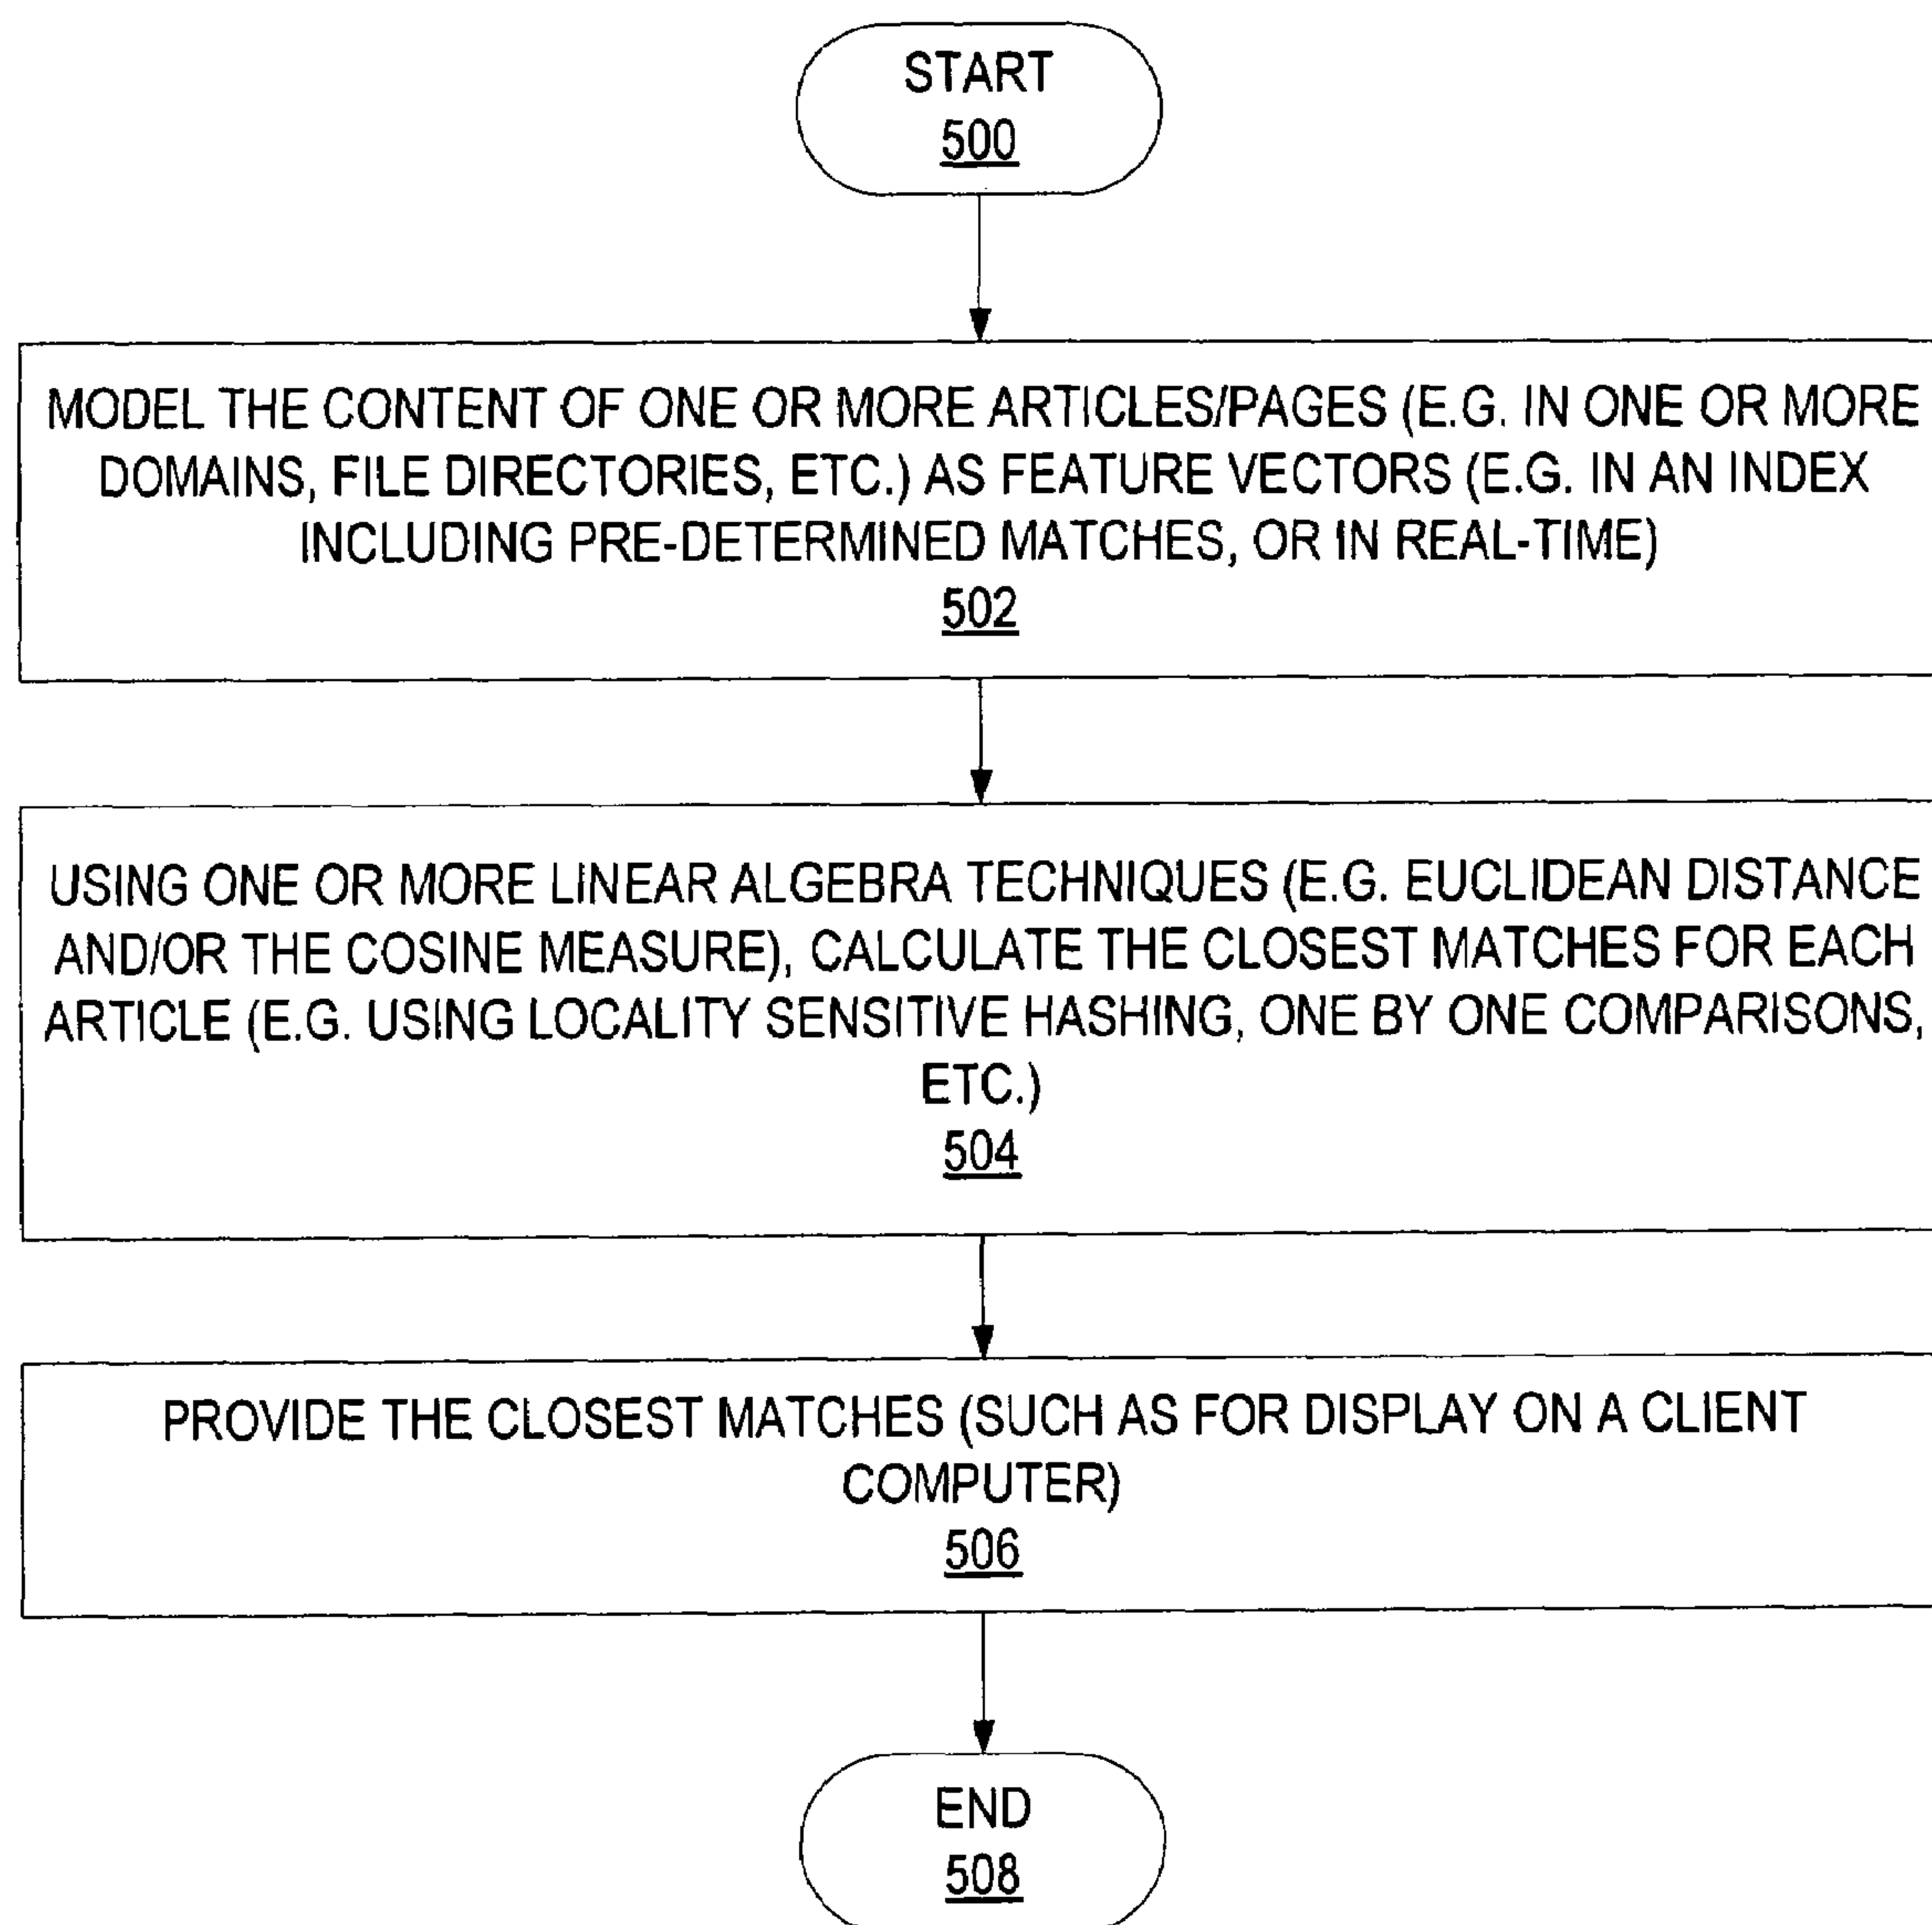 START
500
MODEL THE CONTENT OF ONE OR MORE ARTICLES/PAGES (E.G. IN ONE OR MORE
DOMAINS, FILE DIRECTORIES, ETC.) AS FEATURE VECTORS (E.G. IN AN INDEX
INCLUDING PRE-DETERMINED MATCHES, OR IN REAL-TIME)
502
USING ONE OR MORE LINEAR ALGEBRA TECHNIQUES (E.G. EUCLIDEAN DISTANCE
AND/OR THE COSINE MEASURE), CALCULATE THE CLOSEST MATCHES FOR EACH
ARTICLE (E.G. USING LOCALITY SENSITIVE HASHING, ONE BY ONE COMPARISONS,
ETC.)
504
PROVIDE THE CLOSEST MATCHES (SUCH AS FOR DISPLAY ON A CLIENT
COMPUTER)
506
END
508